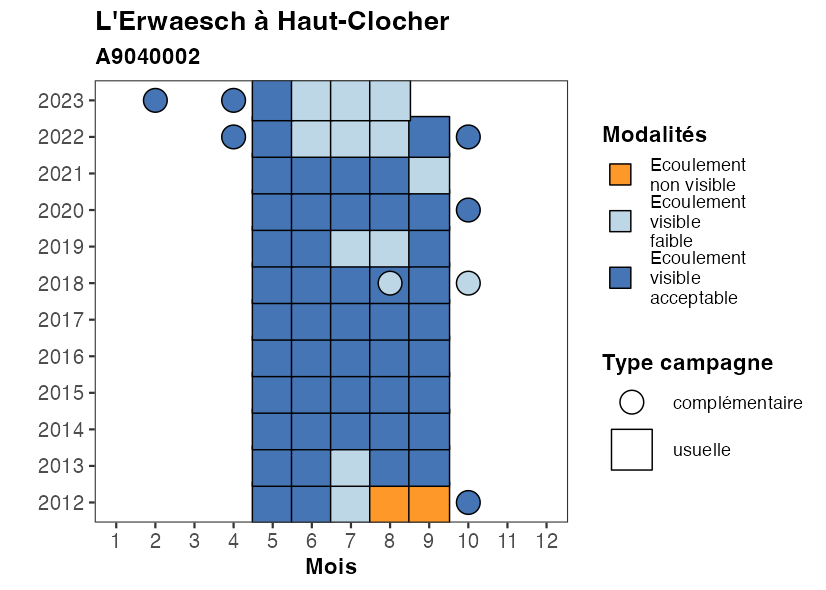 L'Erwaesch à Haut-Clocher
A9040002
2023
2022
2021
2020
2019
2018
2017
2016
2015
2014
2013
2012
1 2 3 4 5 6 7 8 9 10 11 12
Mois
Modalités
Ecoulement
non visible
Ecoulement
visible
faible
Ecoulement
visible
acceptable
Type campagne
complémentaire
usuelle